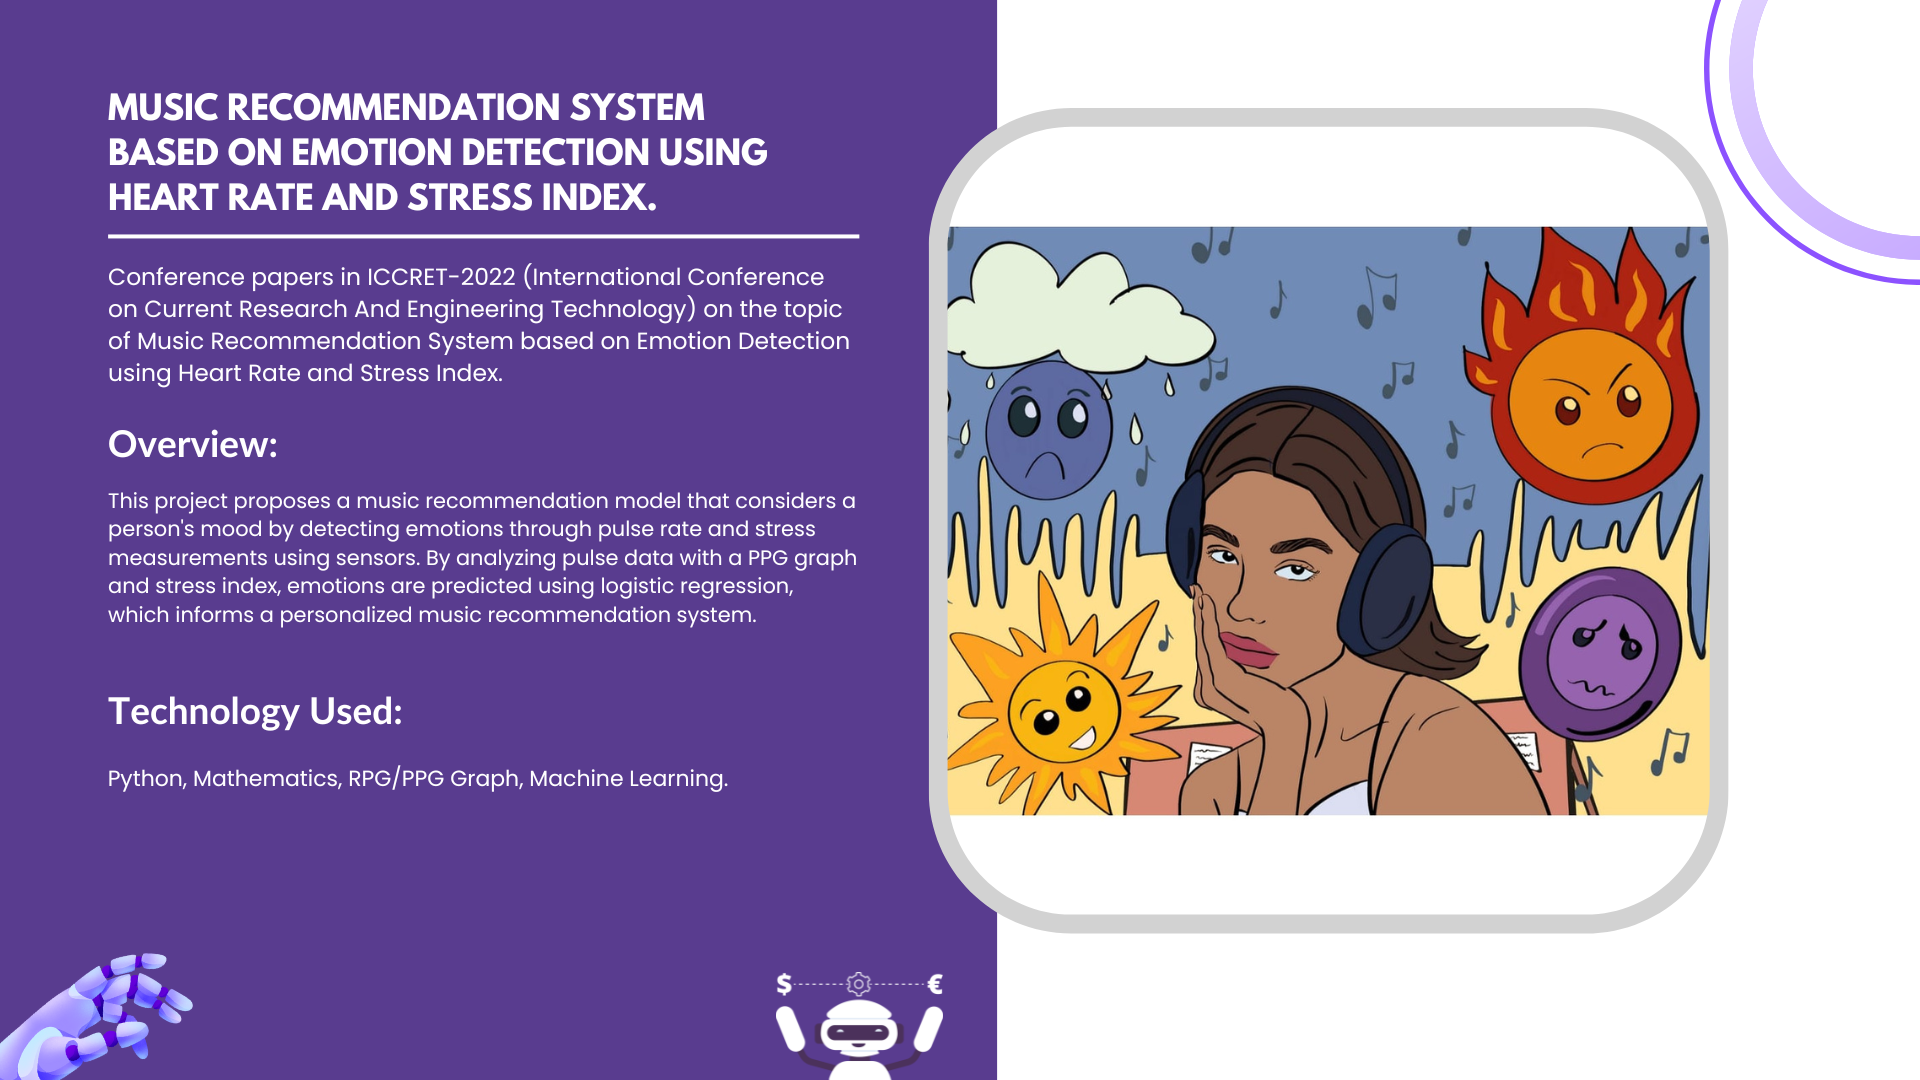 MUSIC RECOMMENDATION SYSTEM
BASED ON EMOTION DETECTION USING
HEART RATE AND STRESS INDEX.
Conference papers in ICCRET-2022 (International Conference
on Current Research And Engineering Technology) on the topic
of Music Recommendation System based on Emotion Detection
using Heart Rate and Stress Index.
Overview:
This project proposes a music recommendation model that considers a
person's mood by detecting emotions through pulse rate and stress
measurements using sensors. By analyzing pulse data with a PPG graph
and stress index, emotions are predicted using logistic regression,
which informs a personalized music recommendation system.
Technology Used:
Python, Mathematics, RPG/PPG Graph, Machine Learning.
$ €